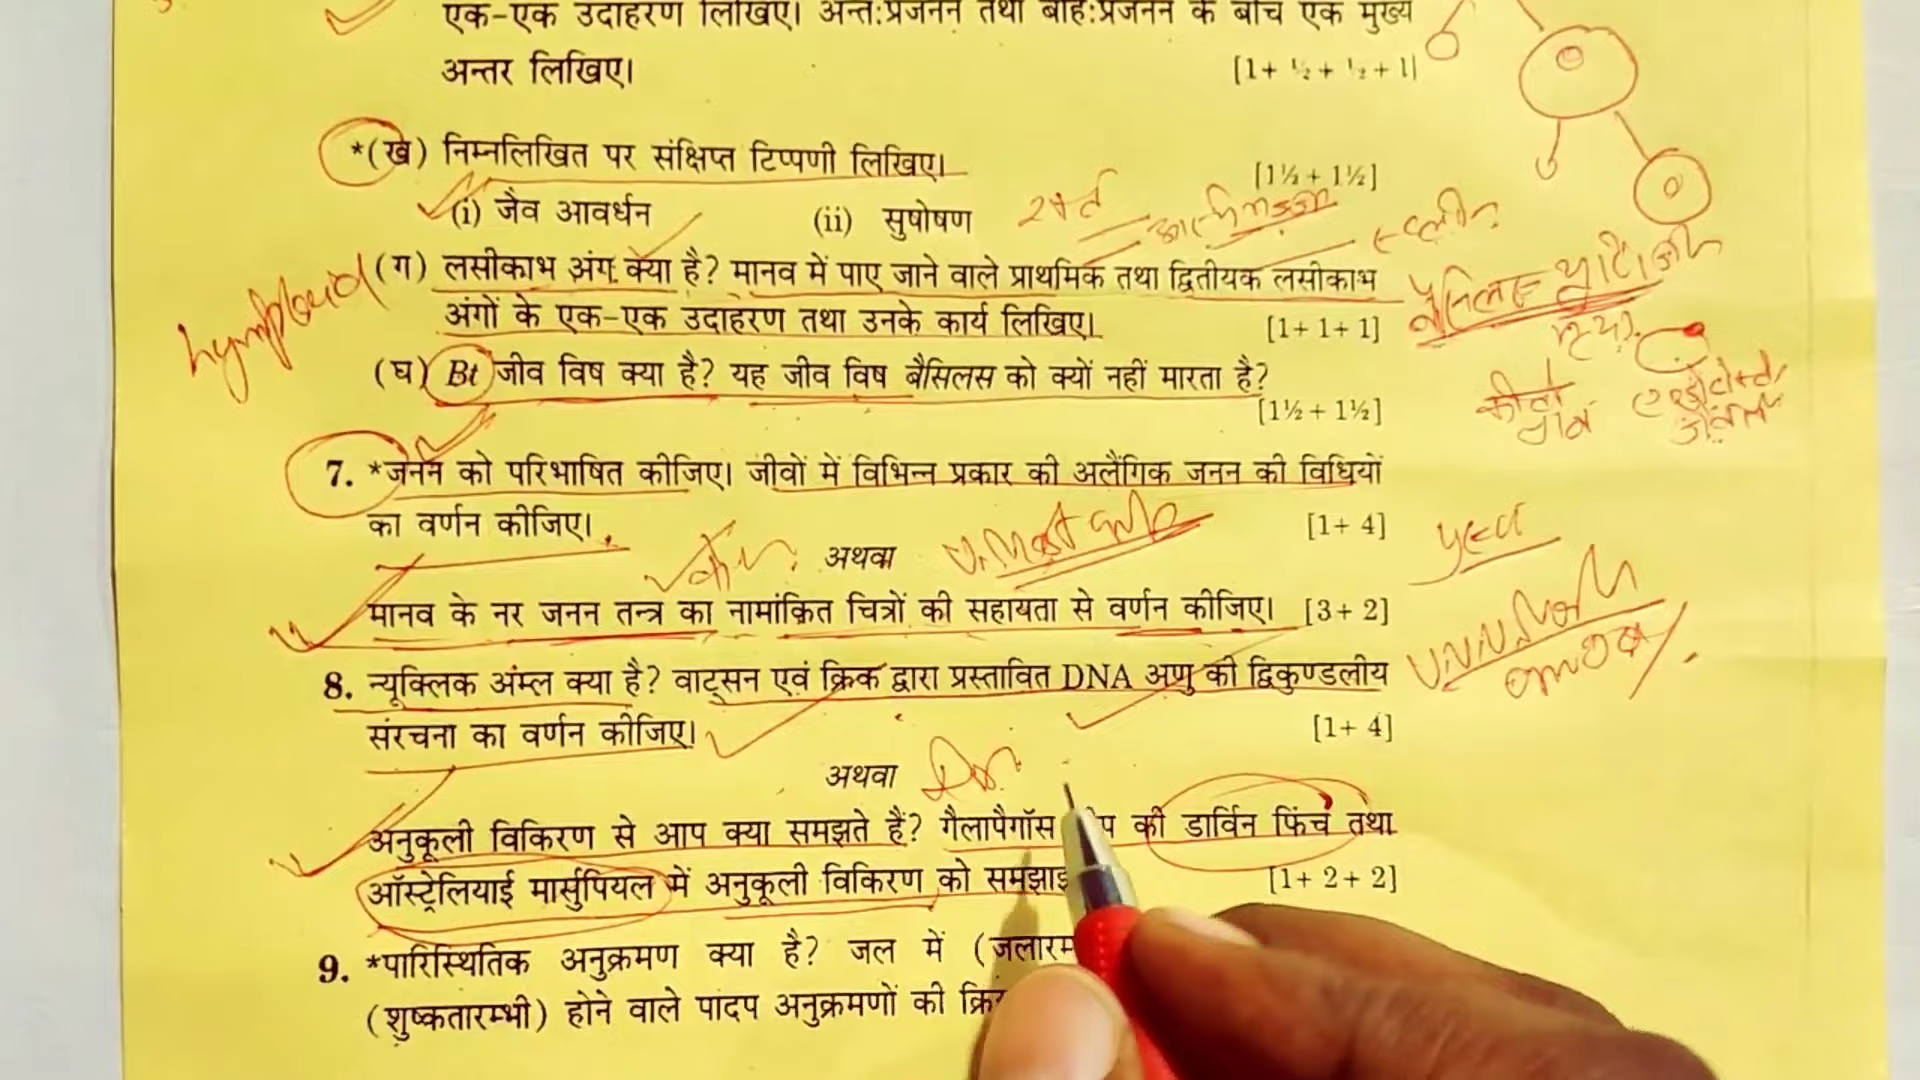 एक-एक उदाहरण लिखिए। अन्तःप्रजनन तथा बहिःप्रजनन के बीच एक मुख्य
अन्तर लिखिए। [1+ ½ + ½ + 1]
*(ख) निम्नलिखित पर संक्षिप्त टिप्पणी लिखिए। [1½ + 1½]
(i) जैव आवर्धन (ii) सुपोषण
(ग) लसीकाभ अंग क्या है? मानव में पाए जाने वाले प्राथमिक तथा द्वितीयक लसीकाभ
अंगों के एक-एक उदाहरण तथा उनके कार्य लिखिए। [1+ 1+ 1]
lymphoid
(घ) Bt जीव विष क्या है? यह जीव विष बैसिलस को क्यों नहीं मारता है?
[1½ + 1½]
7. *जनन को परिभाषित कीजिए। जीवों में विभिन्न प्रकार की अलैंगिक जनन की विधियों
का वर्णन कीजिए। [1+ 4]
अथवा
मानव के नर जनन तन्त्र का नामांकित चित्रों की सहायता से वर्णन कीजिए। [3+ 2]
8. न्यूक्लिक अंम्ल क्या है? वाट्सन एवं क्रिक द्वारा प्रस्तावित DNA अणु की द्विकुण्डलीय
संरचना का वर्णन कीजिए। [1+ 4]
अथवा
अनुकूली विकिरण से आप क्या समझते हैं? गैलापैगॉस की डार्विन फिंच तथा
ऑस्ट्रेलियाई मार्सुपियल में अनुकूली विकिरण को समझाइ [1+ 2+ 2]
9. *पारिस्थितिक अनुक्रमण क्या है? जल में (जलारम
(शुष्कतारम्भी) होने वाले पादप अनुक्रमणों की क्रि